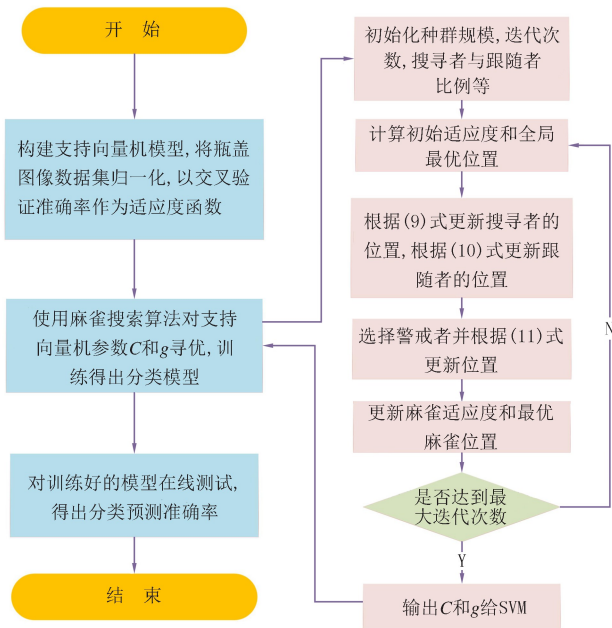 开 始
构建支持向量机模型,将瓶盖
图像数据集归一化,以交叉验
证准确率作为适应度函数
使用麻雀搜索算法对支持
向量机参数C和g寻优,训
练得出分类模型
对训练好的模型在线测试,
得出分类预测准确率
结 束
初始化种群规模,迭代次
数,搜寻者与跟随者
比例等
计算初始适应度和全局
最优位置
根据(9)式更新搜寻者的
位置,根据(10)式更新跟
随者的位置
选择警戒者并根据(11)式
更新位置
更新麻雀适应度和最优
麻雀位置
是否达到最
大迭代次数
N
Y
输出C和g给SVM